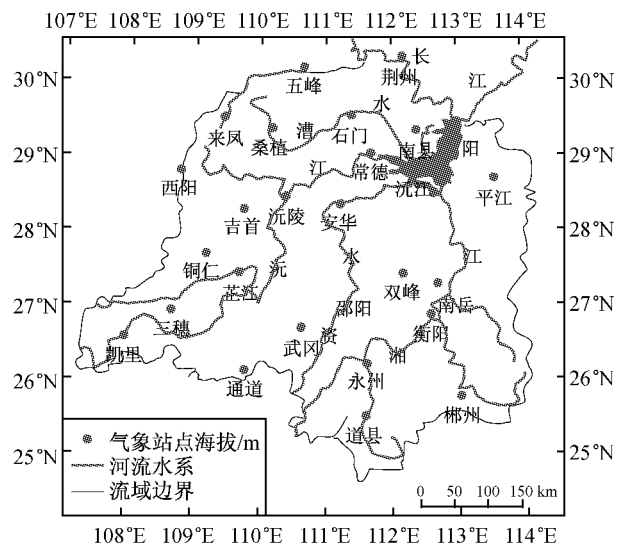 107°E 108°E 109°E 110°E 111°E 112°E 113°E 114°E
30°N
29°N
28°N
27°N
26°N
25°N
30°N
29°N
28°N
27°N
26°N
25°N
长
荆州
江
五峰
水
来凤
澧
石门
桑植
南县
阳
江
常德
酉阳
沅江
平江
沅陵
吉首
安华
铜仁
沅
水
江
芷江
双峰
南岳
三穗
邵阳
衡阳
凯里
武冈
资
湘
通道
永州
郴州
道县
气象站点海拔/m
河流水系
流域边界
0 50 100 150 km
108°E 109°E 110°E 111°E 112°E 113°E 114°E